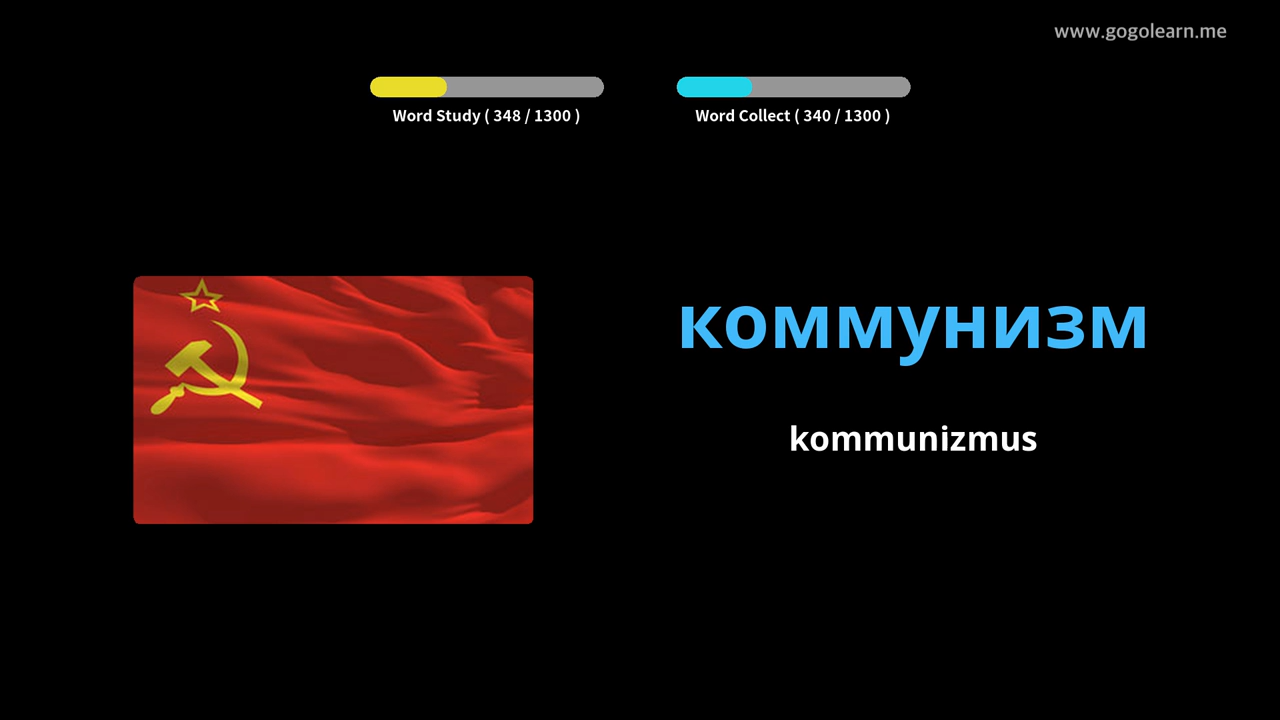 www.gogolearn.me
Word Study ( 348 / 1300 )
Word Collect ( 340 / 1300 )
коммунизм
kommunizmus